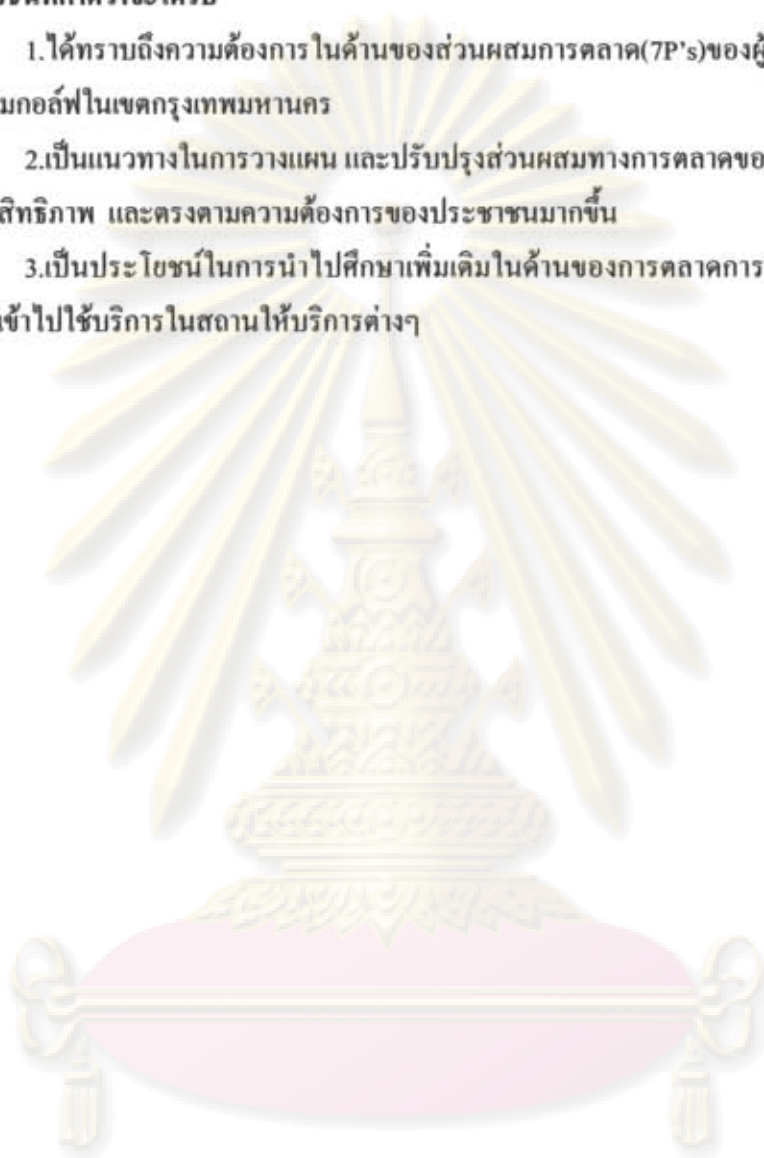 1.ได้ทราบถึงความต้องการในด้านของส่วนผสมการตลาด(7P's)ของผู้
มกอล์ฟในเขตกรุงเทพมหานคร
2.เป็นแนวทางในการวางแผน และปรับปรุงส่วนผสมทางการตลาดขอ
สิทธิภาพ และตรงตามความต้องการของประชาชนมากขึ้น
3.เป็นประโยชน์ในการนำไปศึกษาเพิ่มเติมในด้านของการตลาดการ
เข้าไปใช้บริการในสถานให้บริการต่างๆ